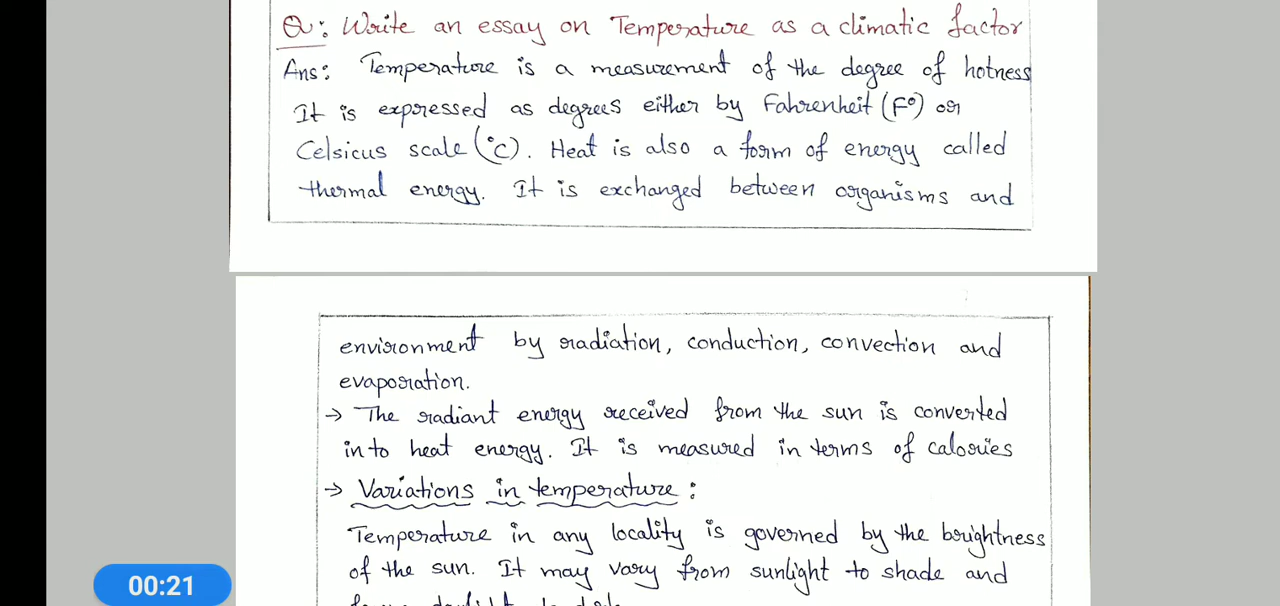 Q: Write an essay on Temperature as a climatic factor
Ans: Temperature is a measurement of the degree of hotness
It is expressed as degrees either by Fahrenheit (F°) or
Celsicus scale (°C). Heat is also a form of energy called
thermal energy. It is exchanged between organisms and
environment by radiation, conduction, convection and
evaporation.
→ The radiant energy received from the sun is converted
into heat energy. It is measured in terms of calories
→ Variations in temperature:
Temperature in any locality is governed by the brightness
of the sun. It may vary from sunlight to shade and
00:21